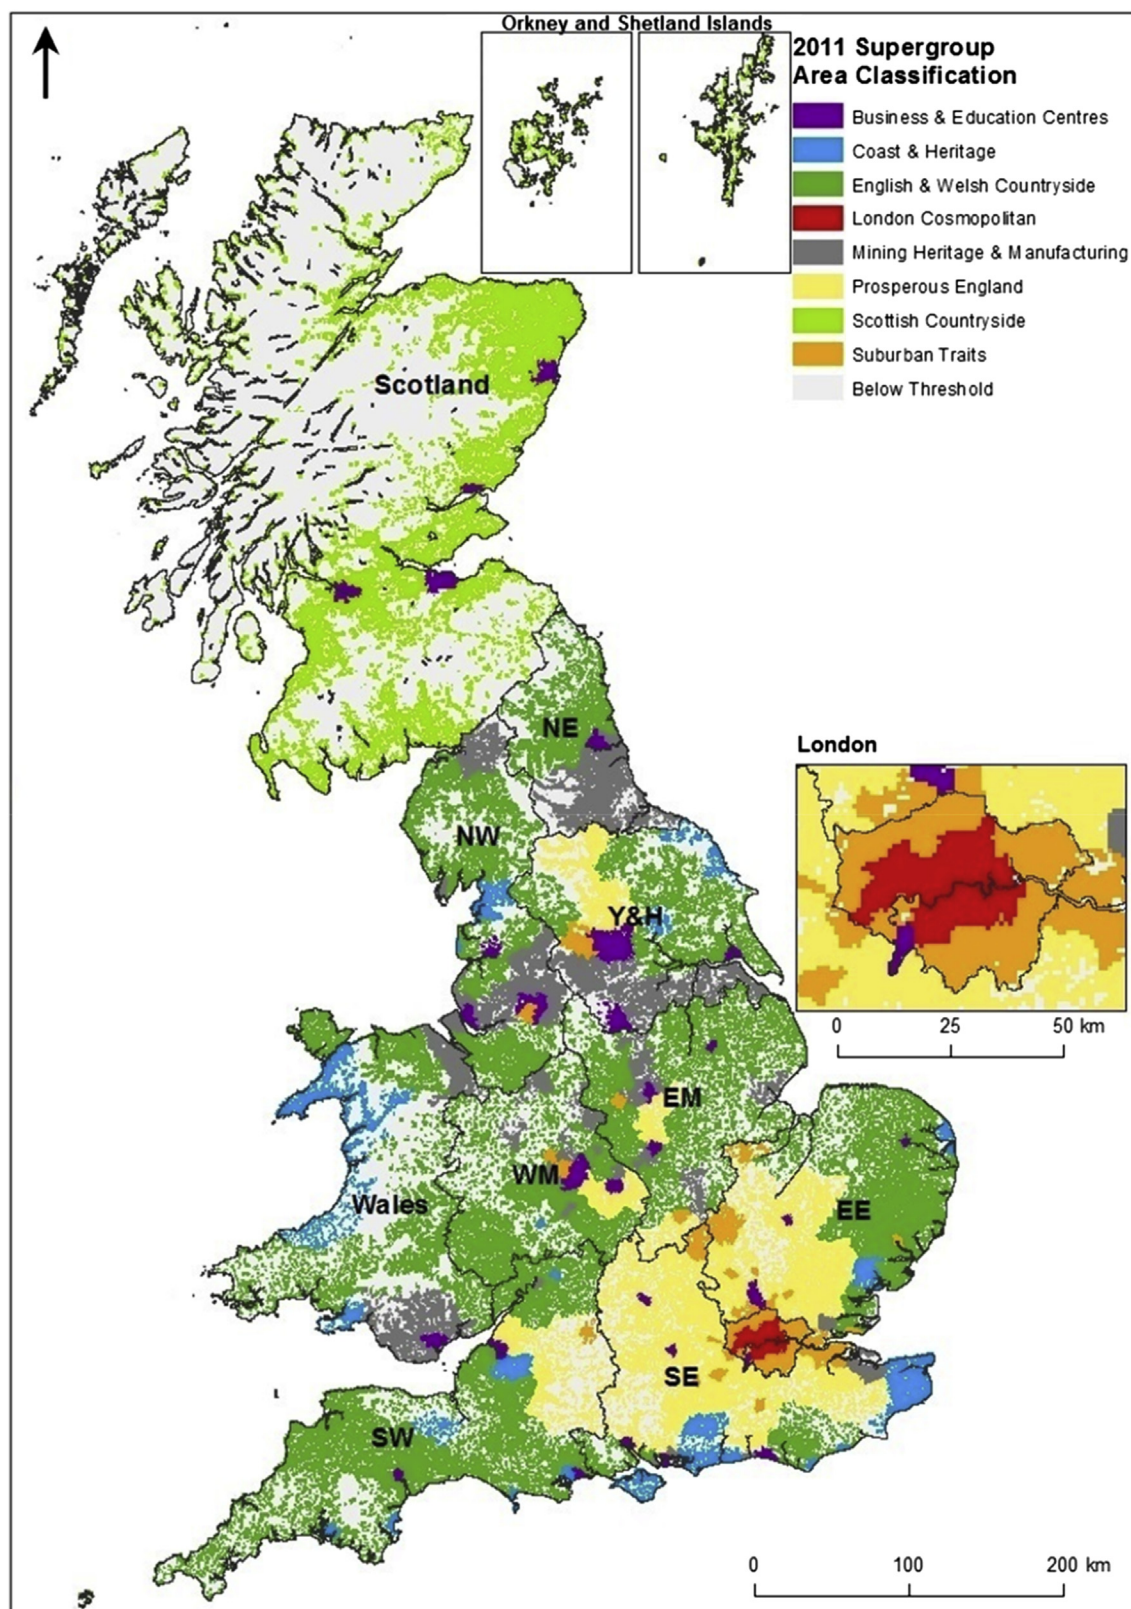 Orkney and Shetland Islands
2011 Supergroup
Area Classification
Business & Education Centres
Coast & Heritage
English & Welsh Countryside
London Cosmopolitan
Mining Heritage & Manufacturing
Prosperous England
Scottish Countryside
Suburban Traits
Below Threshold
Scotland
NE
London
NW
Y&H
0 25 50 km
EM
WM
Wales
EE
SE
SW
0 100 200 km